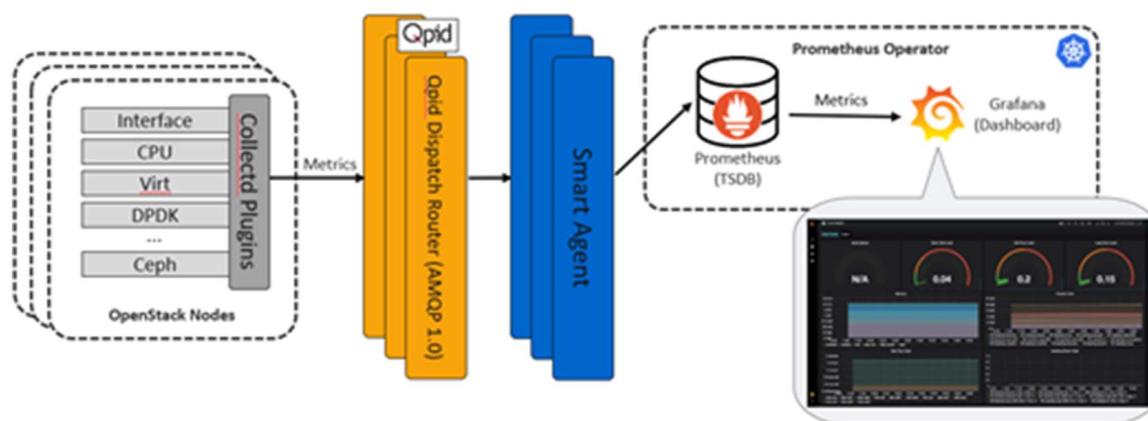 Interface
CPU
Virt
DPDK
...
Ceph
Collectd Plugins
OpenStack Nodes
Metrics
Qpid
Qpid Dispatch Router (AMQP 1.0)
Smart Agent
Prometheus Operator
Prometheus
(TSDB)
Metrics
Grafana
(Dashboard)
N/A
0.04
0.2
0.15